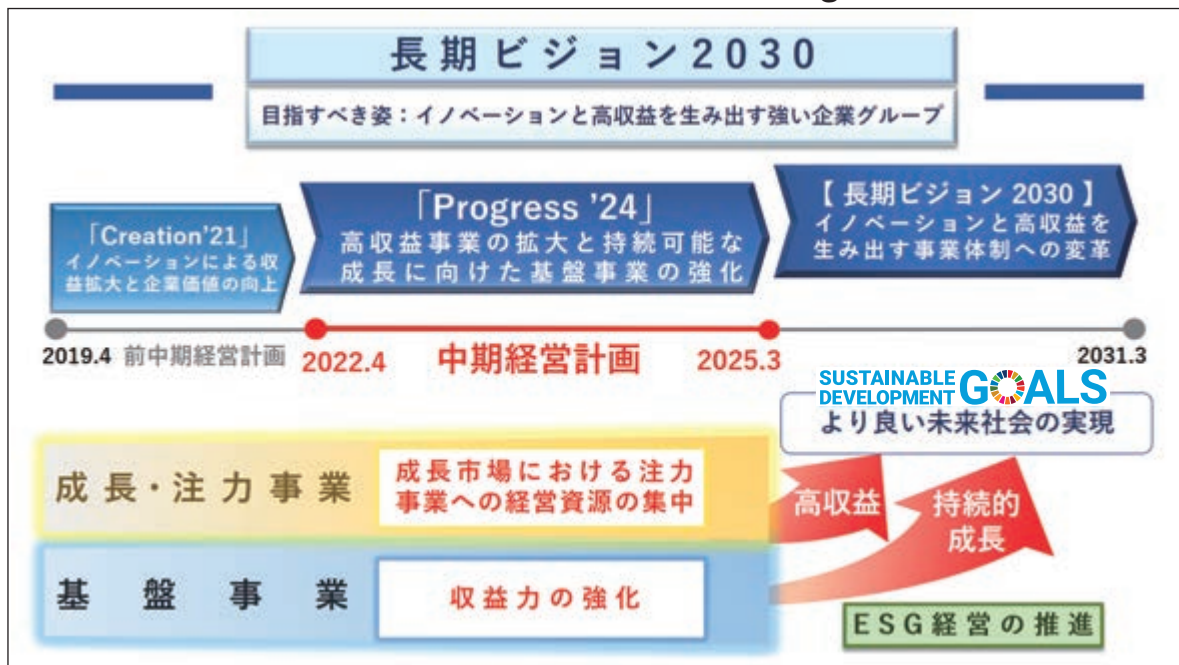 長期ビジョン2030
目指すべき姿：イノベーションと高収益を生み出す強い企業グループ
「Creation'21」
イノベーションによる収
益拡大と企業価値の向上
「Progress '24」
高収益事業の拡大と持続可能な
成長に向けた基盤事業の強化
【 長期ビジョン 2030 】
イノベーションと高収益を
生み出す事業体制への変革
2019.4 前中期経営計画 2022.4 中期経営計画 2025.3 2031.3
SUSTAINABLE
DEVELOPMENT GOALS
より良い未来社会の実現
成長・注力事業
成長市場における注力
事業への経営資源の集中
高収益
持続的
成長
基盤事業
収益力の強化
ESG経営の推進